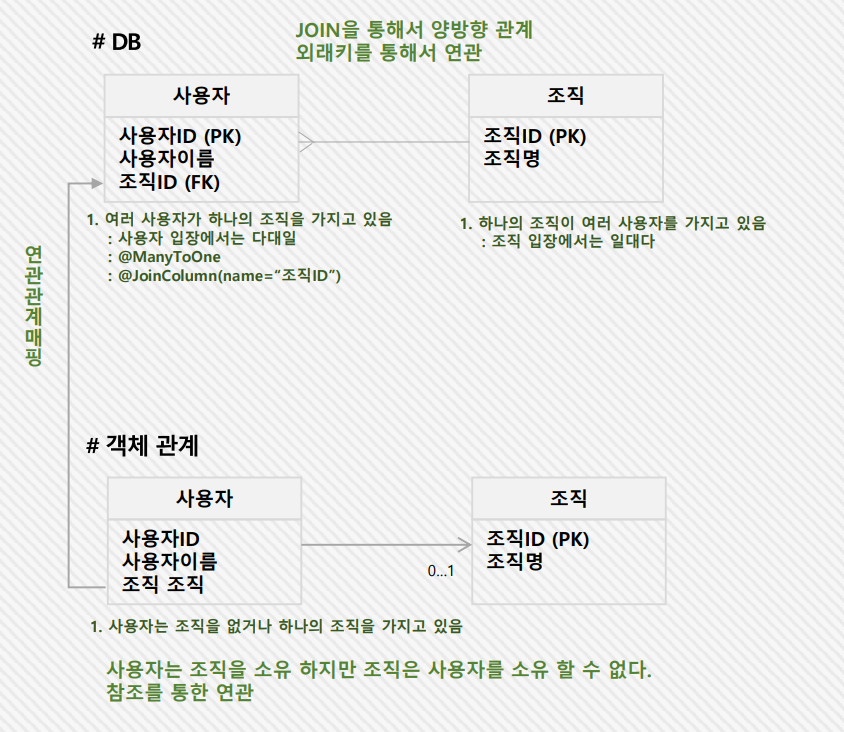 # DB
JOIN을 통해서 양방향 관계
외래키를 통해서 연관
사용자
사용자ID (PK)
사용자이름
조직ID (FK)
조직
조직ID (PK)
조직명
1. 여러 사용자가 하나의 조직을 가지고 있음
: 사용자 입장에서는 다대일
: @ManyToOne
: @JoinColumn(name=“조직ID”)
1. 하나의 조직이 여러 사용자를 가지고 있음
: 조직 입장에서는 일대다
연관관계매핑
# 객체 관계
사용자
사용자ID
사용자이름
조직 조직
0...1
조직
조직ID (PK)
조직명
1. 사용자는 조직을 없거나 하나의 조직을 가지고 있음
사용자는 조직을 소유 하지만 조직은 사용자를 소유 할 수 없다.
참조를 통한 연관